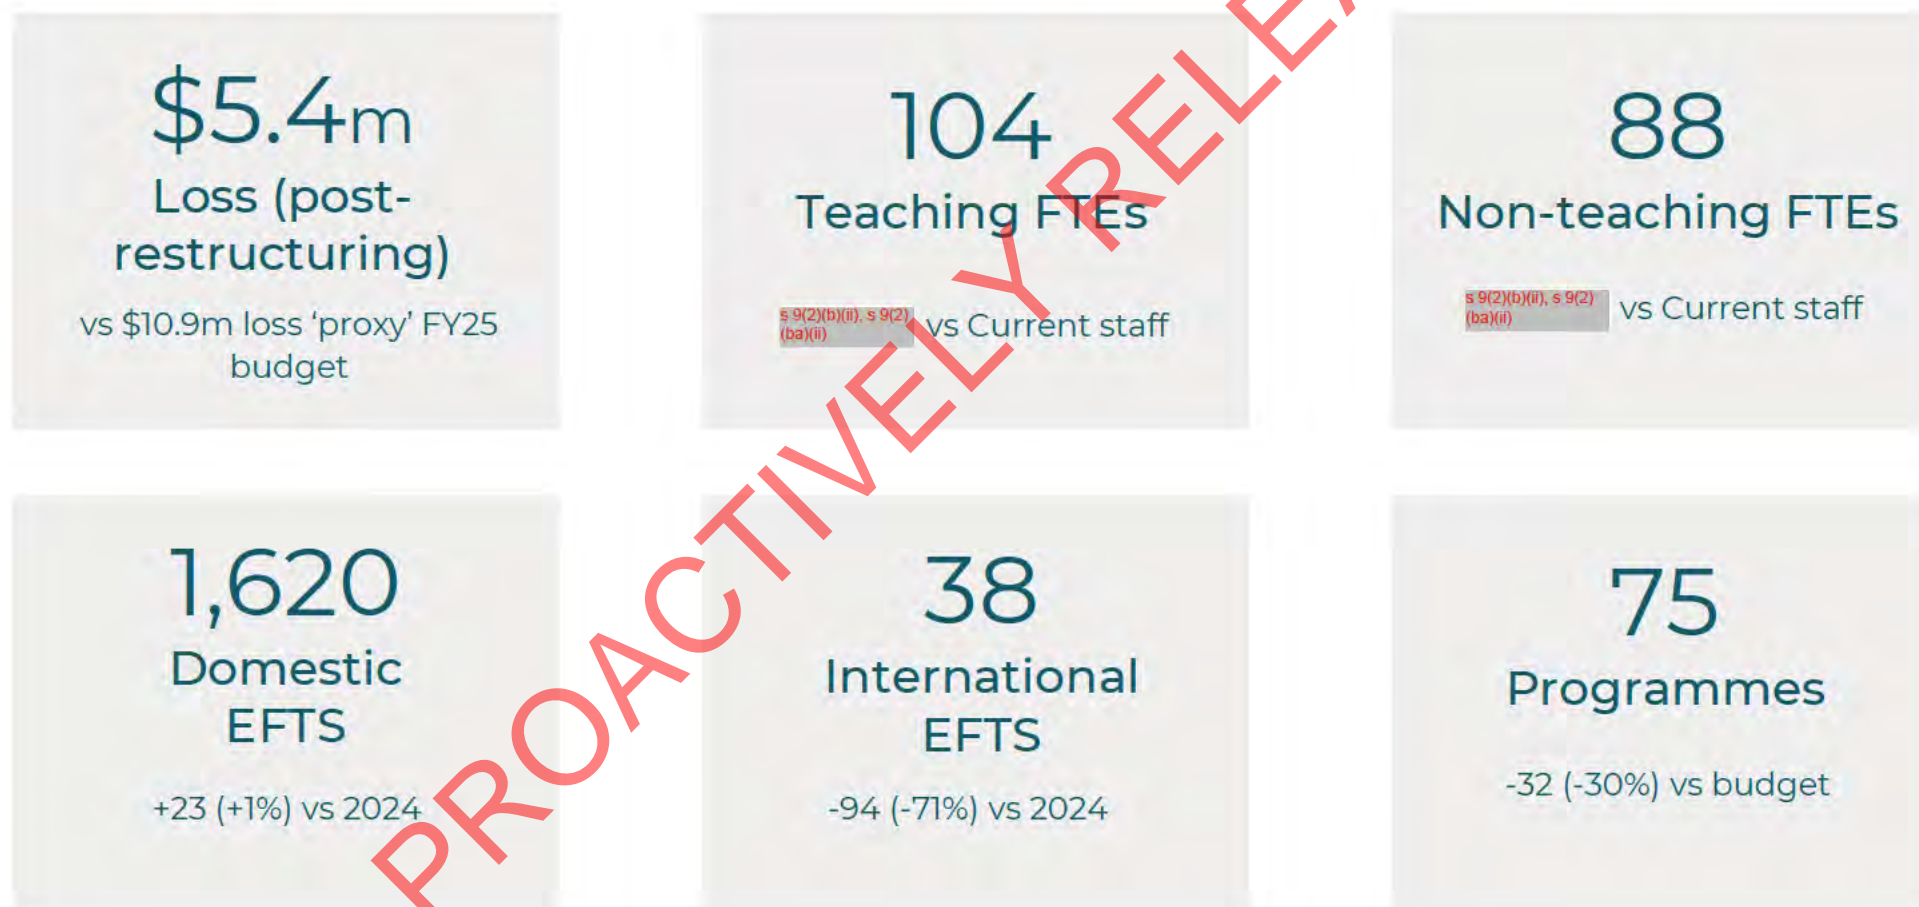 $5.4m
Loss (post-
restructuring)
vs $10.9m loss ‘proxy’ FY25
budget
104
Teaching FTEs
s 9(2)(b)(ii), s 9(2)
(ba)(ii)
vs Current staff
88
Non-teaching FTEs
s 9(2)(b)(ii), s 9(2)
(ba)(ii)
vs Current staff
1,620
Domestic
EFTS
+23 (+1%) vs 2024
38
International
EFTS
-94 (-71%) vs 2024
75
Programmes
-32 (-30%) vs budget
PROACTIVELY RELEA